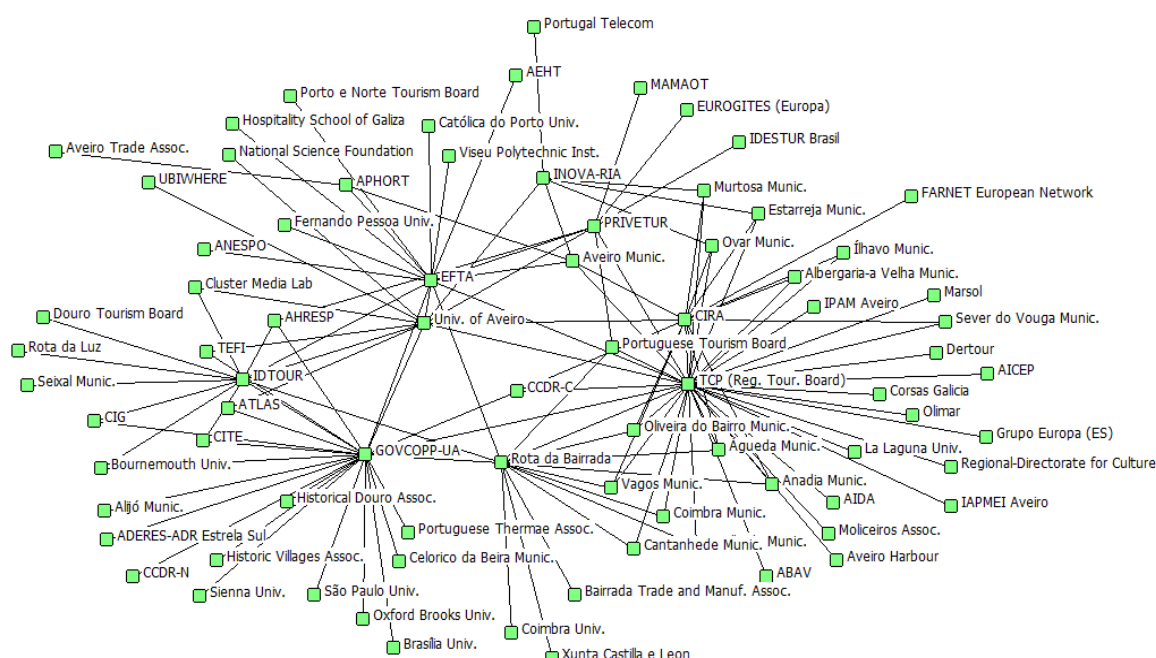 Portugal Telecom
AEHT
MAMAOT
Porto e Norte Tourism Board
EUROGITES (Europa)
Hospitality School of Galiza
Católica do Porto Univ.
IDESTUR Brasil
Aveiro Trade Assoc.
National Science Foundation
Viseu Polytechnic Inst.
UBIWHERE
APHORT
INOVA-RIA
Murtosa Munic.
FARNET European Network
Estarreja Munic.
Fernando Pessoa Univ.
PRIVETUR
ANESPO
Ovar Munic.
Ílhavo Munic.
Aveiro Munic.
EFTA
Albergaria-a Velha Munic.
Cluster Media Lab
Marsol
Douro Tourism Board
AHRESP
Univ. of Aveiro
CIRA
IPAM Aveiro
Sever do Vouga Munic.
Rota da Luz
TEFI
Portuguese Tourism Board
Dertour
Seixal Munic.
IDTOUR
CCDR-C
TCP (Reg. Tour. Board)
AICEP
Corsas Galicia
CIG
ATLAS
Olimar
CITE
Oliveira do Bairro Munic.
Grupo Europa (ES)
Bournemouth Univ.
GOVCOPP-UA
Rota da Bairrada
Águeda Munic.
La Laguna Univ.
Regional-Directorate for Culture
Vagos Munic.
Anadia Munic.
Alijó Munic.
Historical Douro Assoc.
AIDA
IAPMEI Aveiro
Coimbra Munic.
ADERES-ADR Estrela Sul
Portuguese Thermae Assoc.
Moliceiros Assoc.
Cantanhede Munic.
Munic.
Historic Villages Assoc.
Celorico da Beira Munic.
Aveiro Harbour
CCDR-N
ABAV
Sienna Univ.
São Paulo Univ.
Bairrada Trade and Manuf. Assoc.
Oxford Brooks Univ.
Coimbra Univ.
Brasília Univ.
Xunta Castilla e Leon